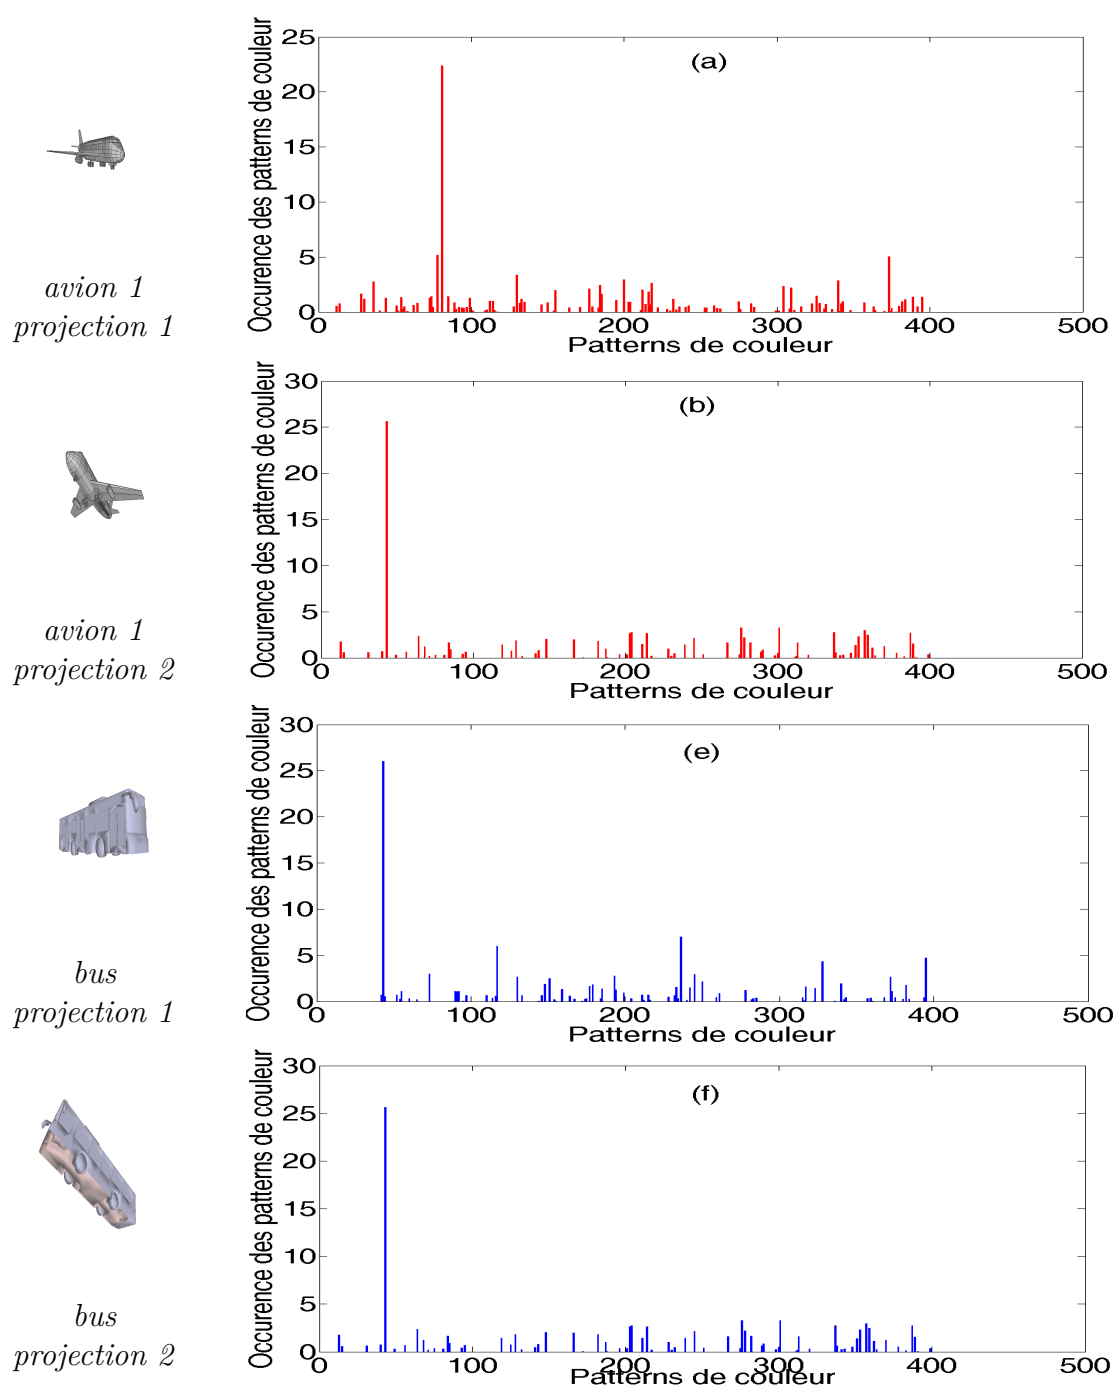 Occurence des patterns de couleur
25
20
15
10
5
0
(a)
0 100 200 300 400 500
Patterns de couleur
avion 1
projection 1
Occurence des patterns de couleur
30
25
20
15
10
5
0
(b)
0 100 200 300 400 500
Patterns de couleur
avion 1
projection 2
Occurence des patterns de couleur
30
25
20
15
10
5
0
(e)
0 100 200 300 400 500
Patterns de couleur
bus
projection 1
Occurence des patterns de couleur
30
25
20
15
10
5
0
(f)
0 100 200 300 400 500
Patterns de couleur
bus
projection 2